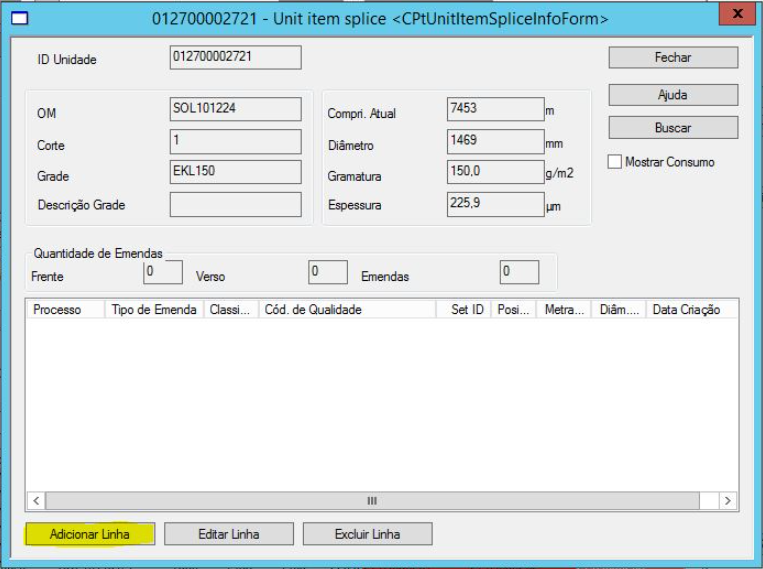 012700002721 - Unit item splice <CPtUnitItemSpliceInfoForm>
x
ID Unidade 012700002721 Fechar
Ajuda
OM SOL101224 Compri. Atual 7453 m
Buscar
Corte 1 Diâmetro 1469 mm
Mostrar Consumo
Grade EKL150 Gramatura 150,0 g/m2
Descrição Grade Espessura 225,9 µm
Quantidade de Emendas
Frente 0 Verso 0 Emendas 0
Processo Tipo de Emenda Classi... Cód. de Qualidade Set ID Posi... Metra... Diâm.... Data Criação
Adicionar Linha Editar Linha Excluir Linha